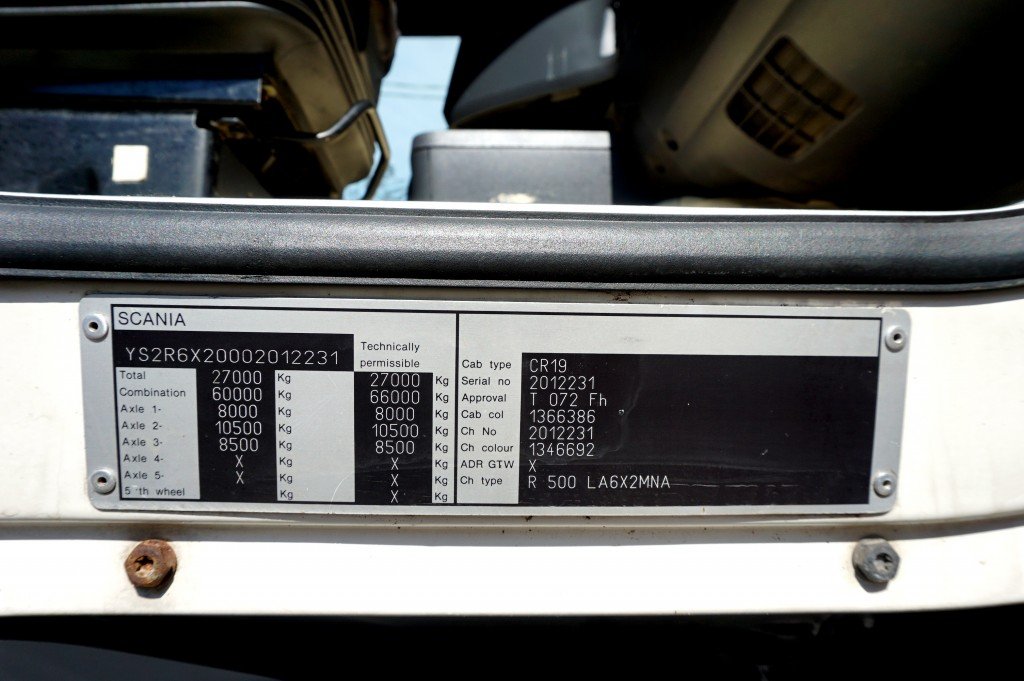 SCANIA
YS2R6X20002012231
Technically
permissible
Total 27000 Kg 27000 Kg
Combination 60000 Kg 66000 Kg
Axle 1- 8000 Kg 8000 Kg
Axle 2- 10500 Kg 10500 Kg
Axle 3- 8500 Kg 8500 Kg
Axle 4- X Kg X Kg
Axle 5- X Kg X Kg
5 th wheel Kg X Kg
Cab type CR19
Serial no 2012231
Approval T 072 Fh
Cab col 1366386
Ch No 2012231
Ch colour 1346692
ADR GTW X
Ch type R 500 LA6X2MNA